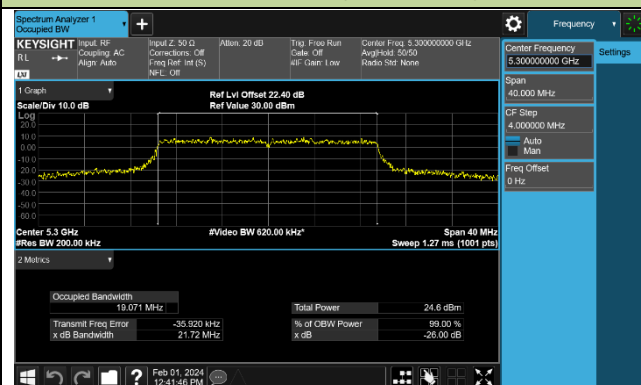 Spectrum Analyzer 1
Occupied BW
Frequency
KEYSIGHT
RL
LXI
Input: RF
Coupling: AC
Align: Auto
Input Z: 50 Ω
Corrections: Off
Freq Ref: Int (S)
NFE: Off
Atten: 20 dB
Trig: Free Run
Gate: Off
#IF Gain: Low
Center Freq: 5.300000000 GHz
Avg|Hold: 50/50
Radio Std: None
Center Frequency
5.300000000 GHz
Settings
Span
40.000 MHz
CF Step
4.000000 MHz
Auto
Man
Freq Offset
0 Hz
1 Graph
Scale/Div 10.0 dB
Ref Lvl Offset 22.40 dB
Ref Value 30.00 dBm
Log
20.0
10.0
0.00
-10.0
-20.0
-30.0
-40.0
-50.0
-60.0
Center 5.3 GHz
#Res BW 200.00 kHz
#Video BW 620.00 kHz*
Span 40 MHz
Sweep 1.27 ms (1001 pts)
2 Metrics
Occupied Bandwidth
19.071 MHz
Total Power
24.6 dBm
Transmit Freq Error
-35.920 kHz
% of OBW Power
99.00 %
x dB Bandwidth
21.72 MHz
x dB
-26.00 dB
?
Feb 01, 2024
12:41:46 PM